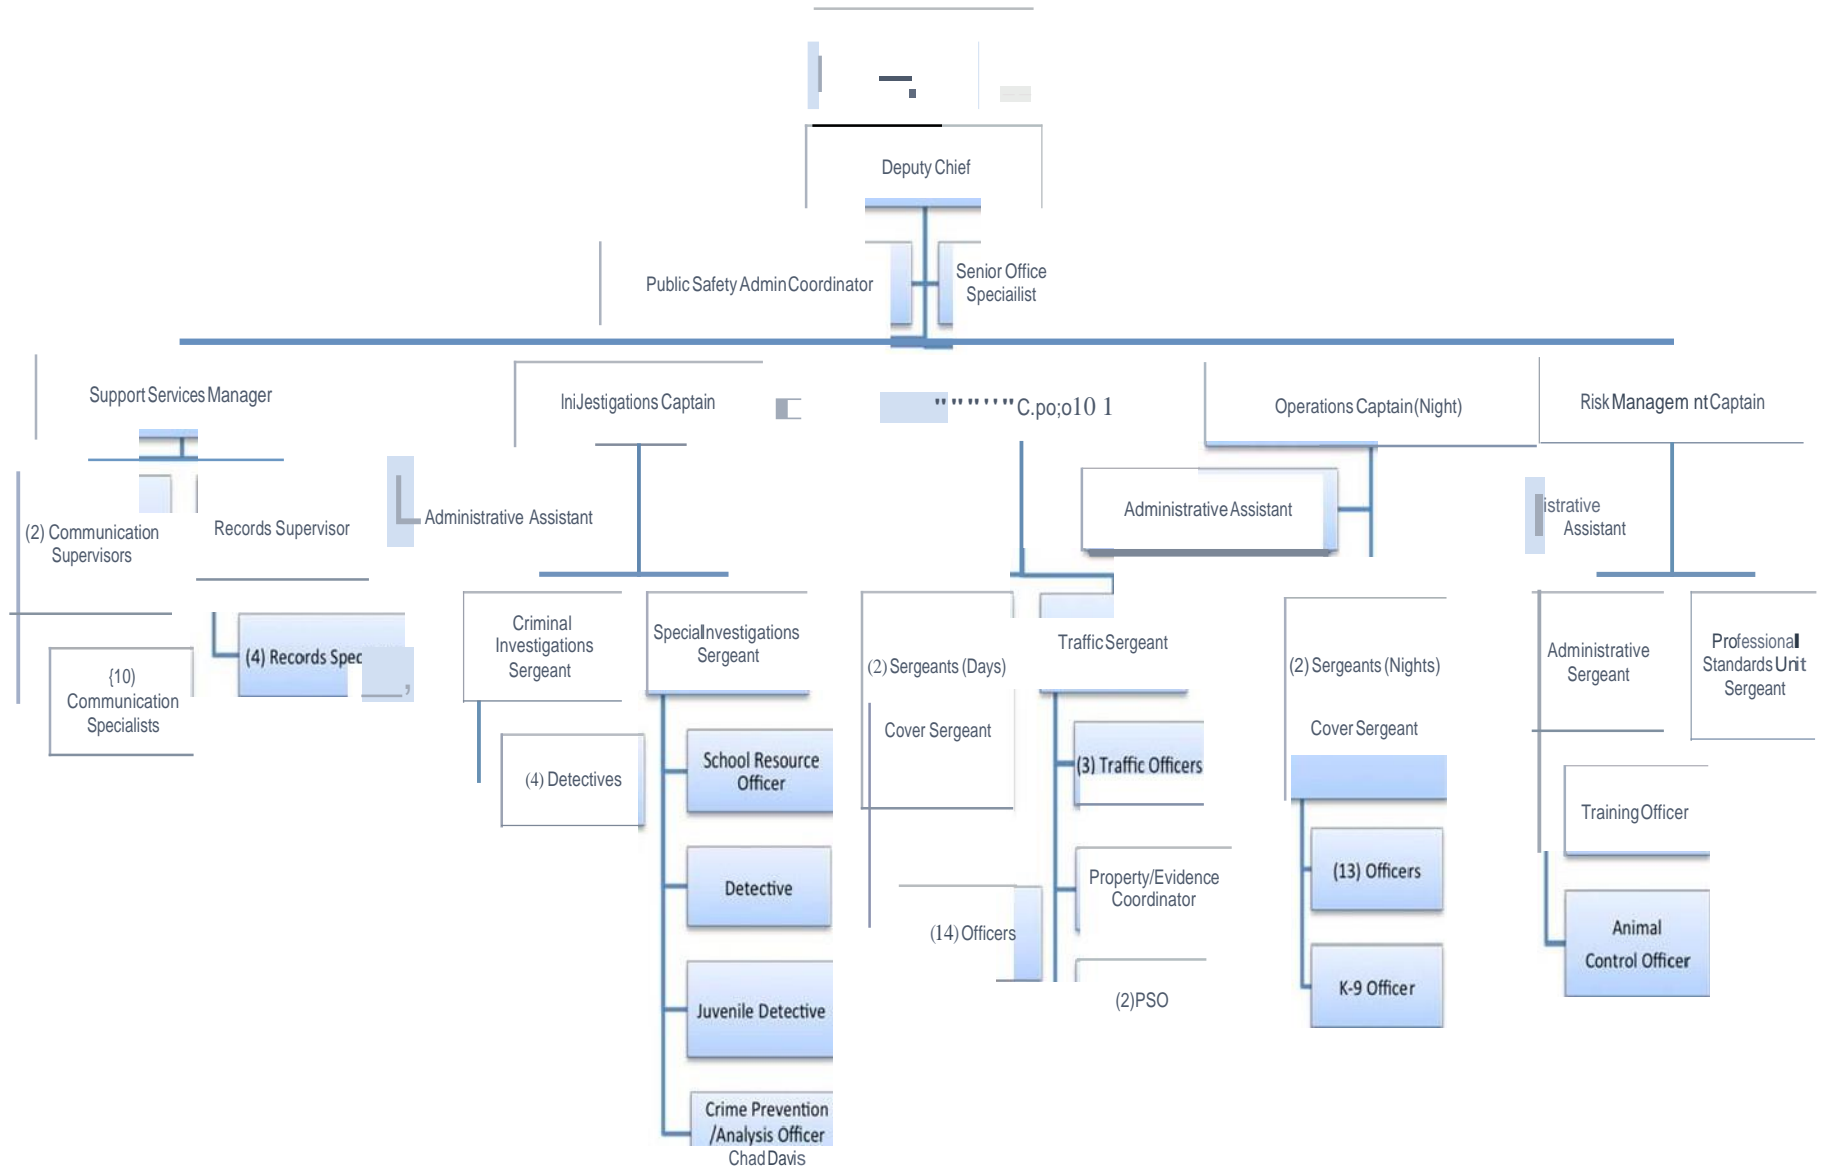 Deputy Chief
Public Safety Admin Coordinator
Senior Office
Speciailist
Support Services Manager
IniJestigations Captain
"""""" C.po;o10 1
Operations Captain (Night)
Risk Managem nt Captain
(2) Communication
Supervisors
Records Supervisor
Administrative Assistant
Administrative Assistant
istrative
Assistant
{10)
Communication
Specialists
(4) Records Spec
Criminal
Investigations
Sergeant
Special Investigations
Sergeant
(4) Detectives
School Resource
Officer
Detective
Juvenile Detective
Crime Prevention
/Analysis Officer
Chad Davis
(2) Sergeants (Days)
Cover Sergeant
(14) Officers
Traffic Sergeant
(3) Traffic Officers
Property/Evidence
Coordinator
(2) PSO
(2) Sergeants (Nights)
Cover Sergeant
(13) Officers
K-9 Officer
Administrative
Sergeant
Professional
Standards Unit
Sergeant
Training Officer
Animal
Control Officer